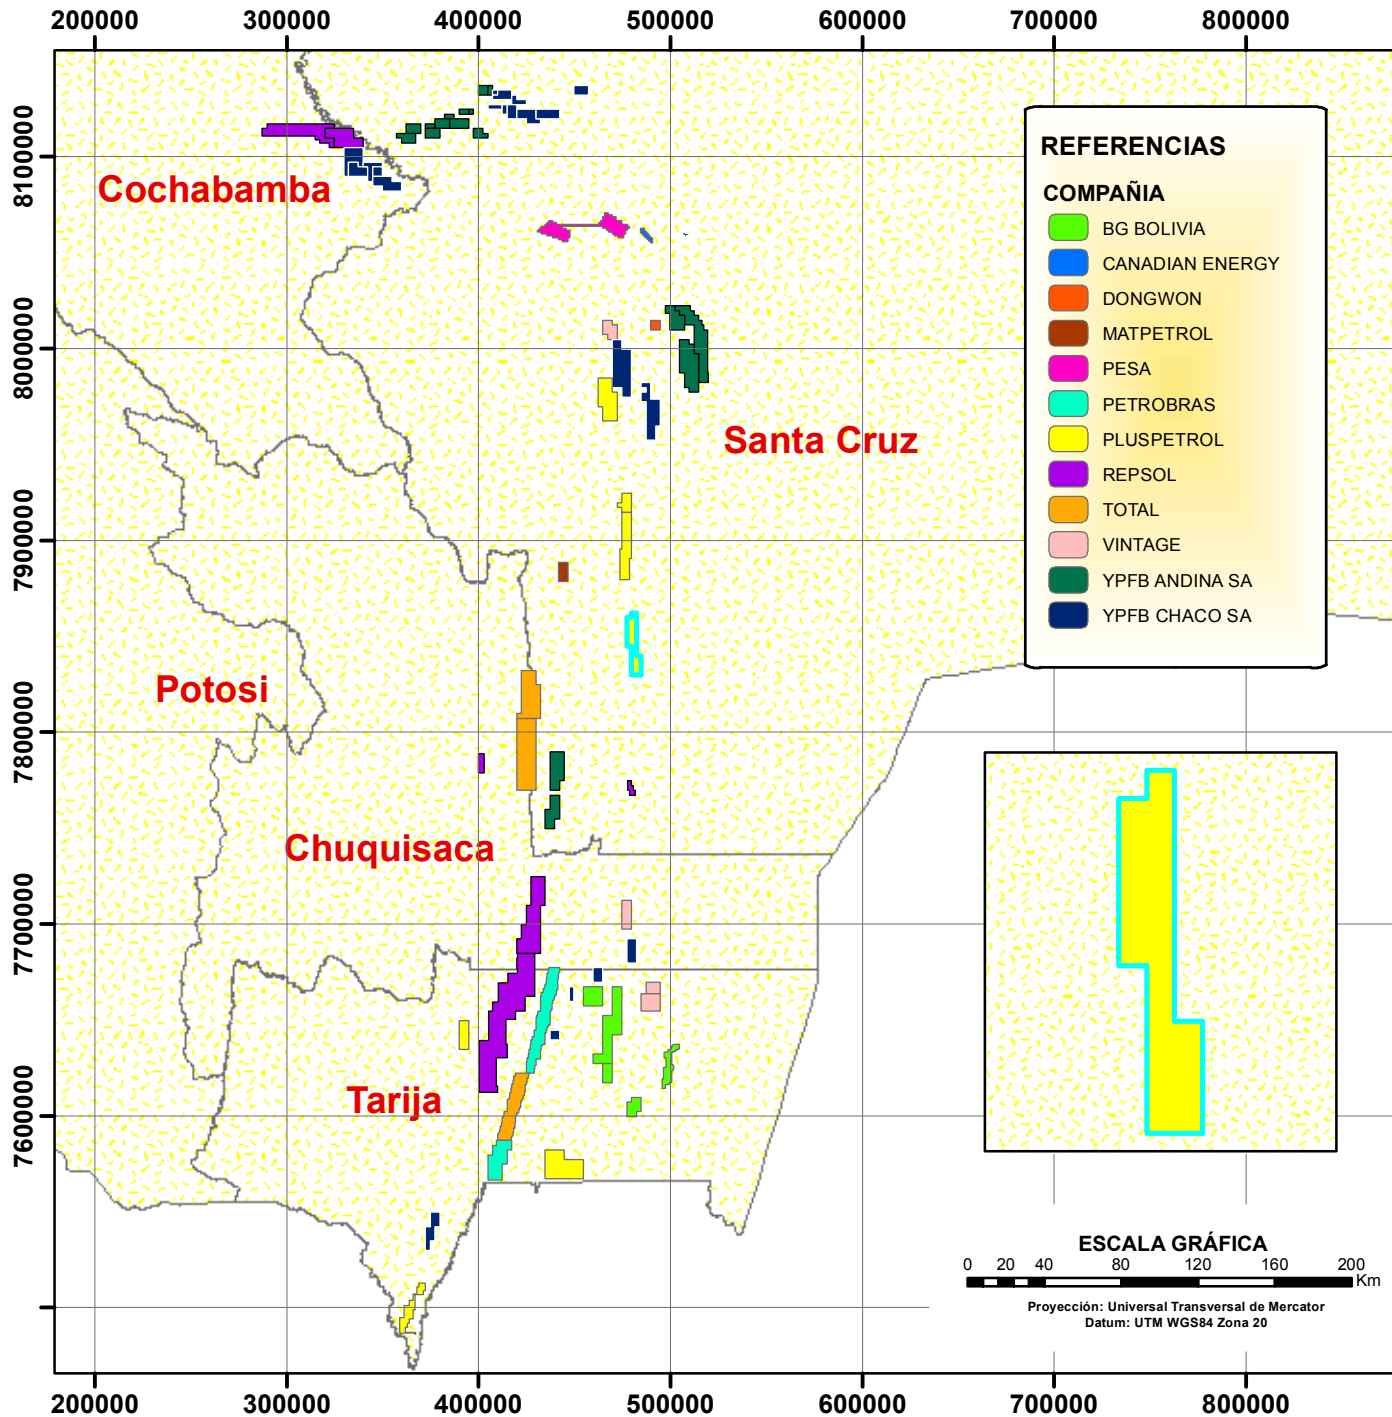 200000 300000 400000 500000 600000 700000 800000
8100000
8000000
7900000
7800000
7700000
7600000
Cochabamba
Santa Cruz
Potosi
Chuquisaca
Tarija
REFERENCIAS
COMPAÑIA
BG BOLIVIA
CANADIAN ENERGY
DONGWON
MATPETROL
PESA
PETROBRAS
PLUSPETROL
REPSOL
TOTAL
VINTAGE
YPFB ANDINA SA
YPFB CHACO SA
ESCALA GRÁFICA
0 20 40 80 120 160 200
Km
Proyección: Universal Transversal de Mercator
Datum: UTM WGS84 Zona 20
200000 300000 400000 500000 600000 700000 800000